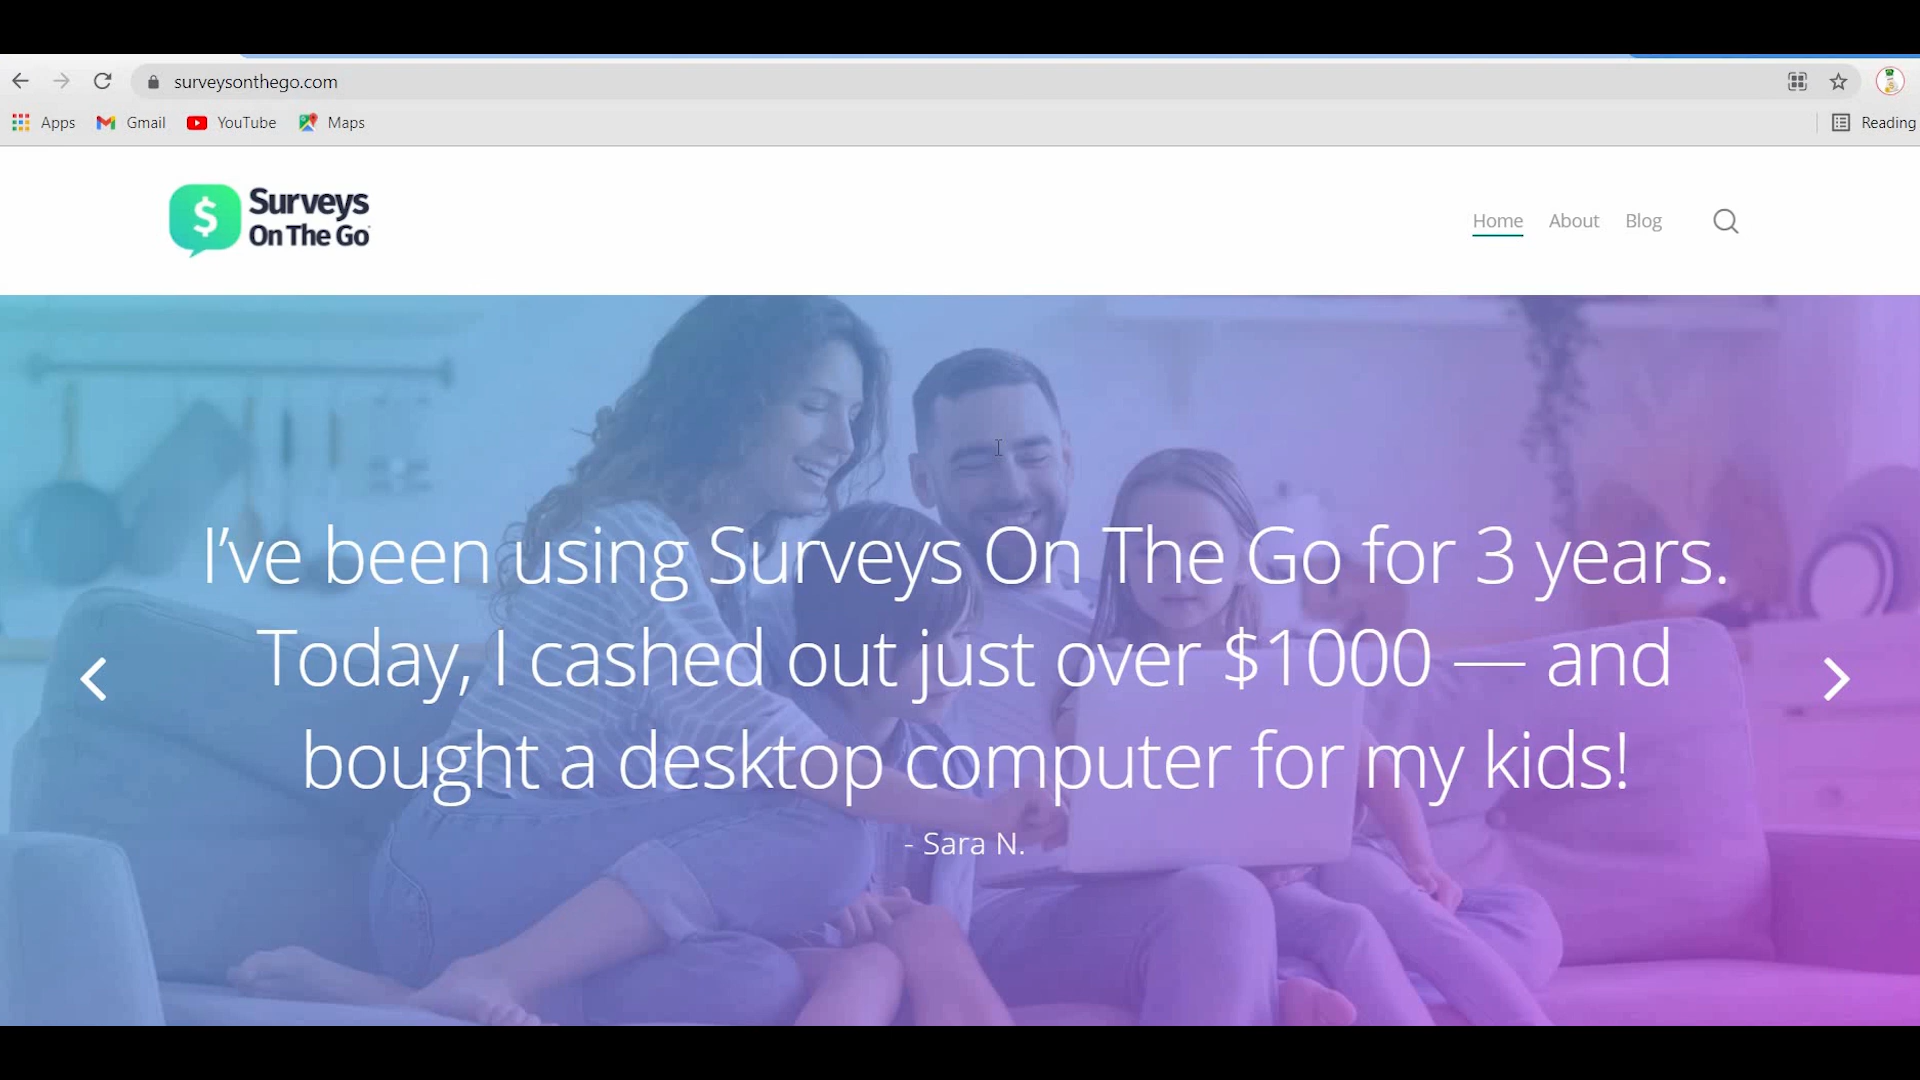 surveysonthego.com
Apps Gmail YouTube Maps Reading
Surveys
On The Go
Home About Blog
I’ve been using Surveys On The Go for 3 years.
Today, I cashed out just over $1000 — and
bought a desktop computer for my kids!
- Sara N.